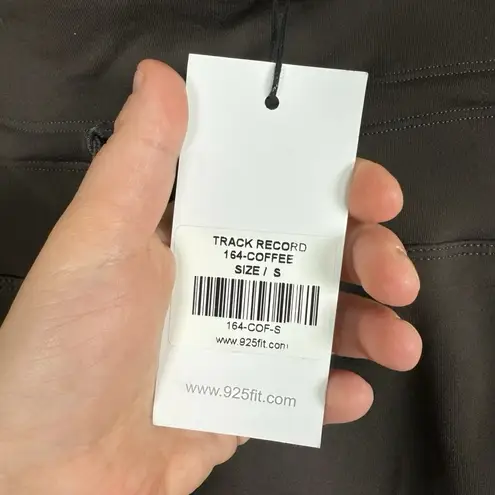 TRACK RECORD
164-COFFEE
SIZE / S
164-COF-S
www.925fit.com
www.925fit.com